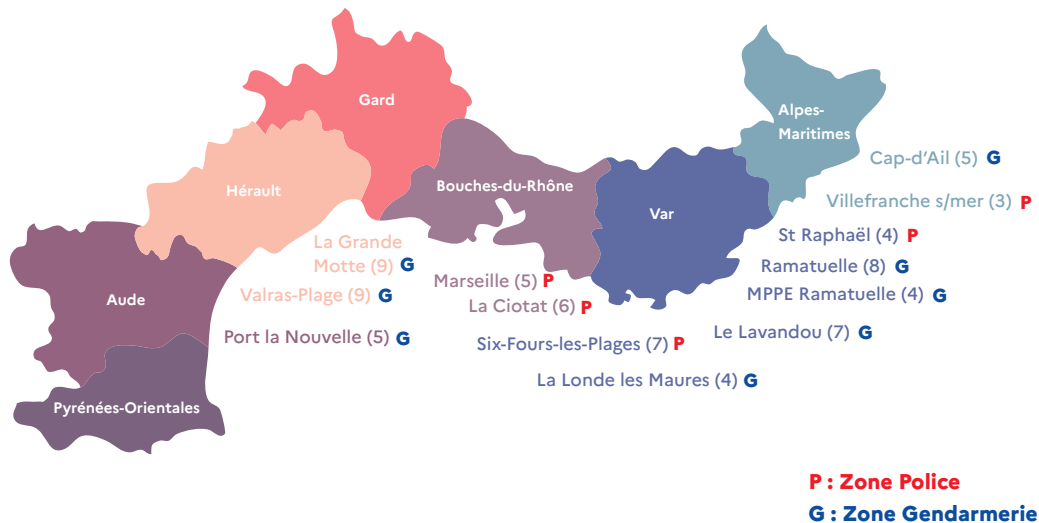 Gard
Alpes-
Maritimes
Cap-d'Ail (5) G
Bouches-du-Rhône
Hérault
Villefranche s/mer (3) P
Var
St Raphaël (4) P
La Grande
Motte (9) G
Ramatuelle (8) G
Marseille (5) P
Valras-Plage (9) G
MPPE Ramatuelle (4) G
Aude
La Ciotat (6) P
Le Lavandou (7) G
Port la Nouvelle (5) G
Six-Fours-les-Plages (7) P
La Londe les Maures (4) G
Pyrénées-Orientales
P : Zone Police
G : Zone Gendarmerie